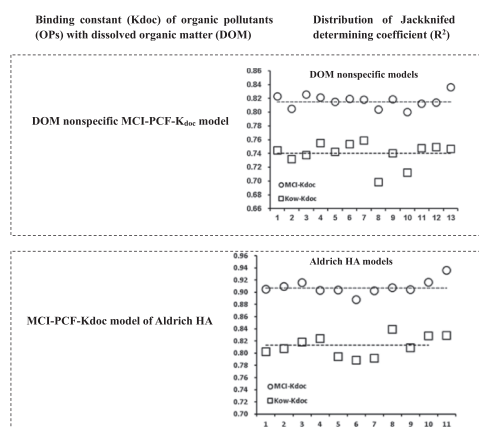 Binding constant (Kdoc) of organic pollutants
(OPs) with dissolved organic matter (DOM)
Distribution of Jackknifed
determining coefficient (R²)
DOM nonspecific MCI-PCF-Kdoc model
DOM nonspecific models
0.86
0.84
0.82
0.80
0.78
0.76
0.74
0.72
0.70
0.68
0.66
MCI-Kdoc
Kow-Kdoc
1 2 3 4 5 6 7 8 9 10 11 12 13
MCI-PCF-Kdoc model of Aldrich HA
Aldrich HA models
0.96
0.94
0.92
0.90
0.88
0.86
0.84
0.82
0.80
0.78
0.76
0.74
0.72
0.70
MCI-Kdoc
Kow-Kdoc
1 2 3 4 5 6 7 8 9 10 11